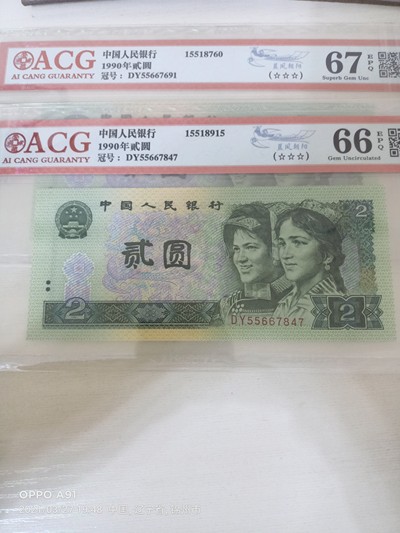 ACG
AI CANG GUARANTY
中国人民银行
1990年贰圆
冠号: DY55667691
15518760
(☆☆☆)
67
EPQ
Superb Gem Unc
ACG
AI CANG GUARANTY
中国人民银行
1990年贰圆
冠号: DY55667847
15518915
(☆☆☆)
66
EPQ
Gem Uncirculated
中国人民银行
2
贰圆
DY55667847
2
2
OPPO A91